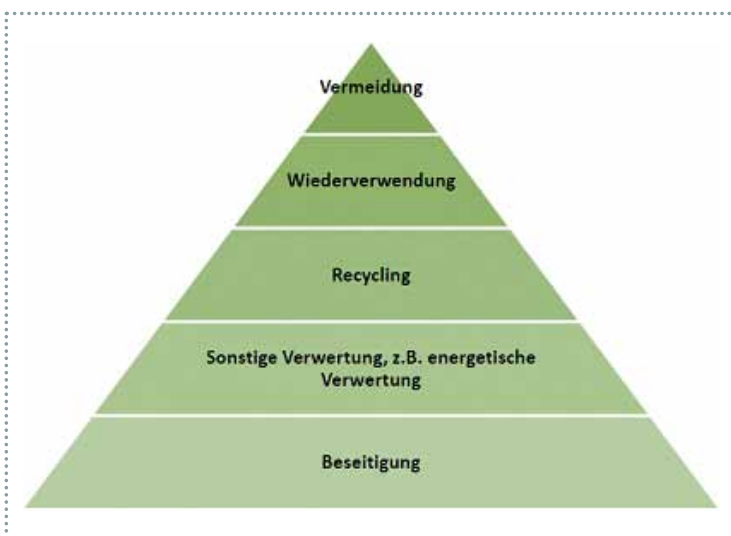 Vermeidung
Wiederverwendung
Recycling
Sonstige Verwertung, z.B. energetische
Verwertung
Beseitigung